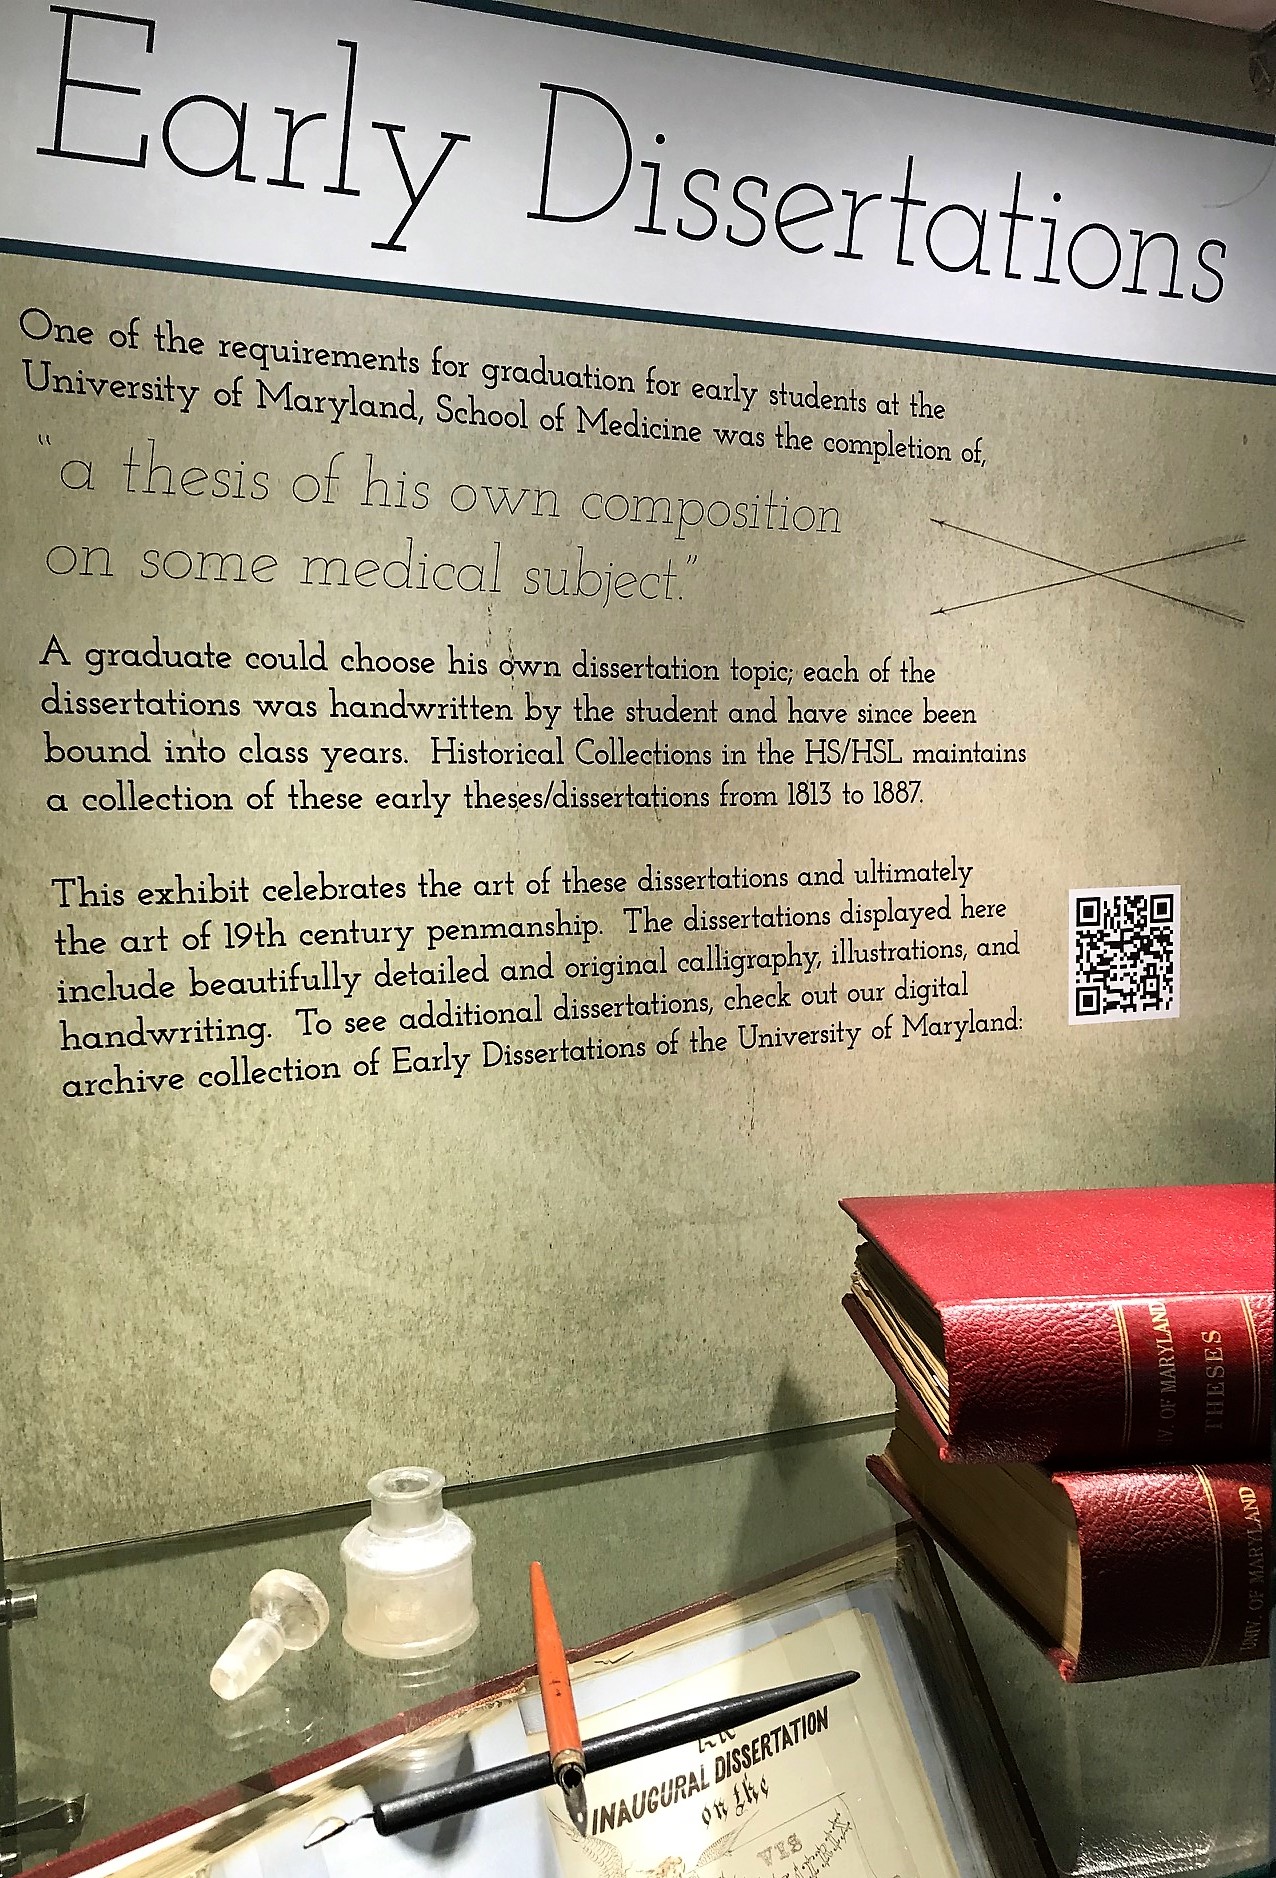 Early Dissertations
One of the requirements for graduation for early students at the
University of Maryland, School of Medicine was the completion of,
"a thesis of his own composition
on some medical subject."
A graduate could choose his own dissertation topic; each of the
dissertations was handwritten by the student and have since been
bound into class years. Historical Collections in the HS/HSL maintains
a collection of these early theses/dissertations from 1813 to 1887.
This exhibit celebrates the art of these dissertations and ultimately
the art of 19th century penmanship. The dissertations displayed here
include beautifully detailed and original calligraphy, illustrations, and
handwriting. To see additional dissertations, check out our digital
archive collection of Early Dissertations of the University of Maryland:
IV. OF MARYLAND
THESES
UNIV. OF MARYLAND
INAUGURAL DISSERTATION
on the
VIS